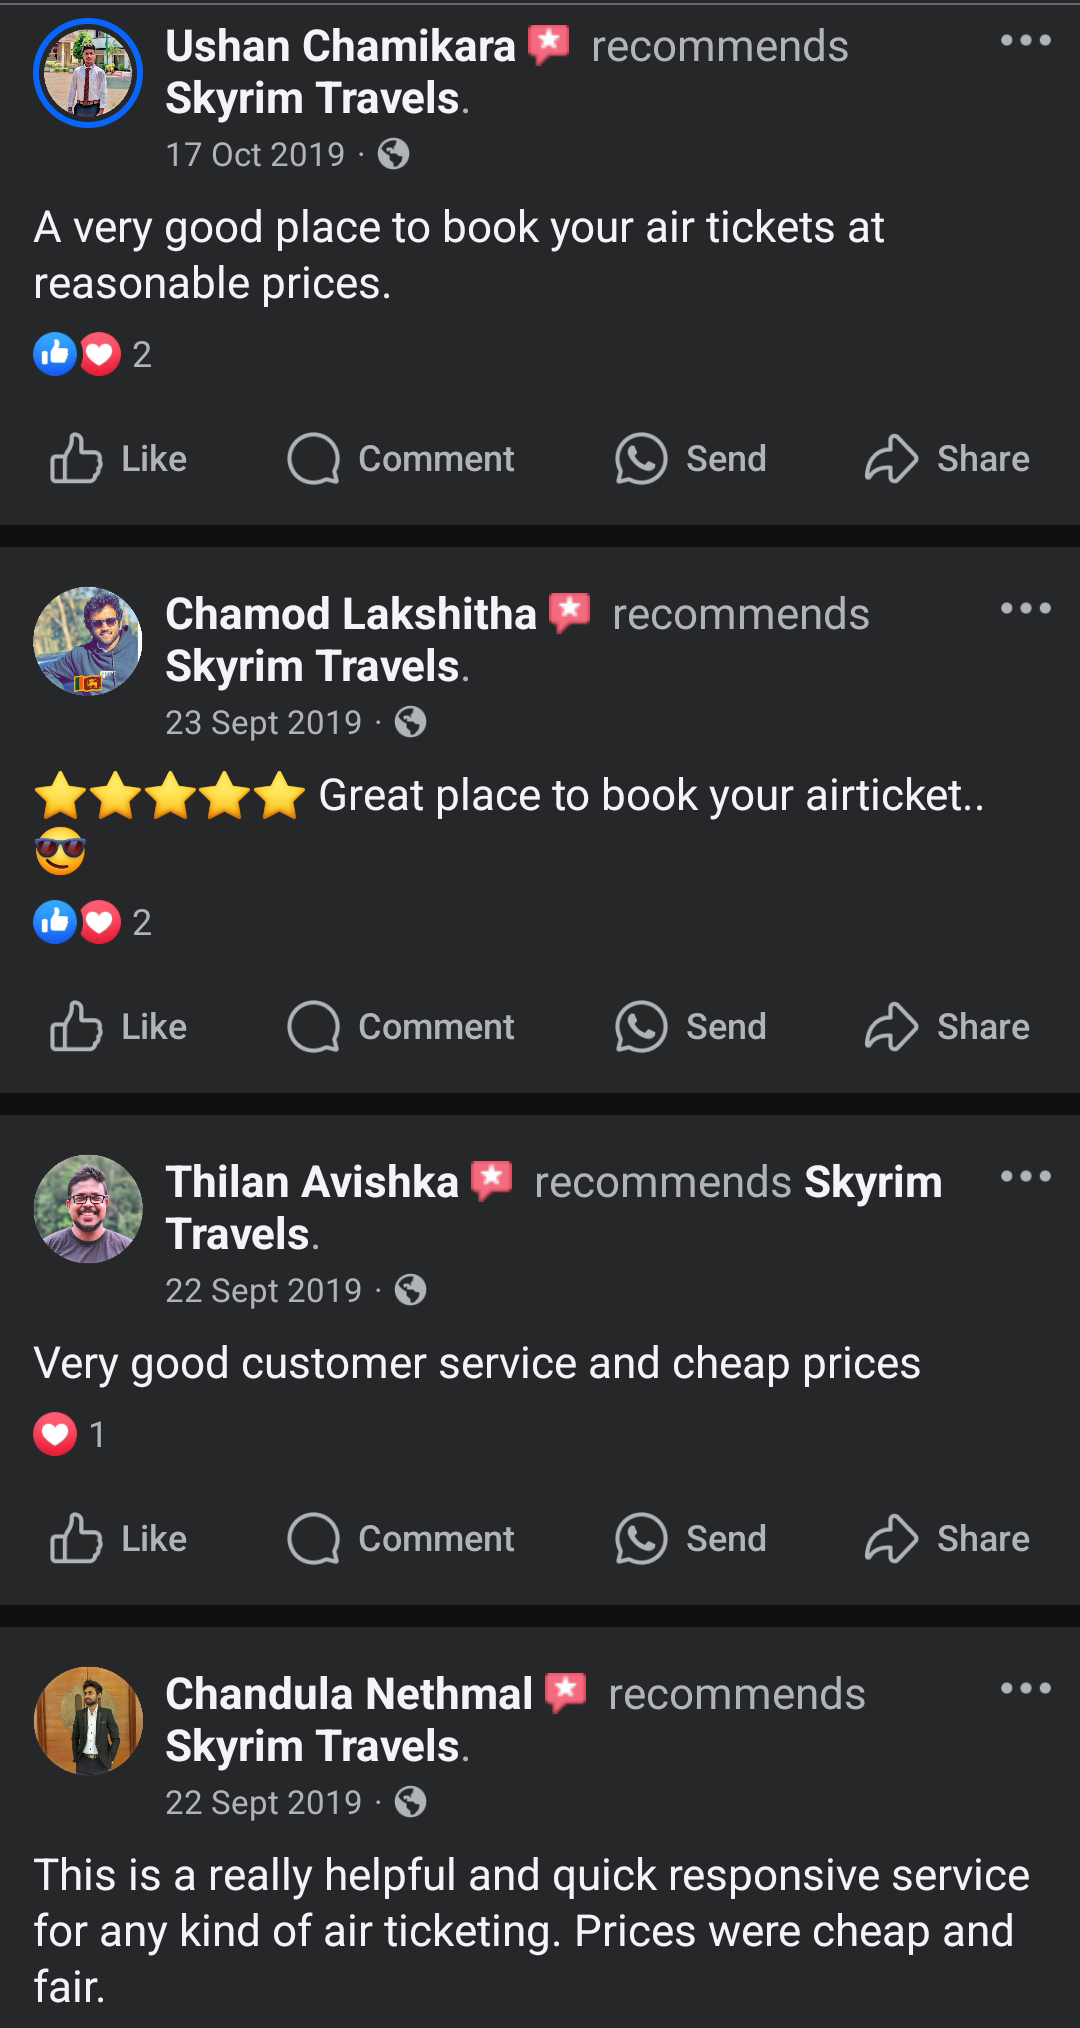 Ushan Chamikara recommends
Skyrim Travels.
17 Oct 2019 ·
A very good place to book your air tickets at
reasonable prices.
2
Like Comment Send Share
Chamod Lakshitha recommends
Skyrim Travels.
23 Sept 2019 ·
⭐⭐⭐⭐⭐ Great place to book your airticket..
😎
2
Like Comment Send Share
Thilan Avishka recommends Skyrim
Travels.
22 Sept 2019 ·
Very good customer service and cheap prices
1
Like Comment Send Share
Chandula Nethmal recommends
Skyrim Travels.
22 Sept 2019 ·
This is a really helpful and quick responsive service
for any kind of air ticketing. Prices were cheap and
fair.